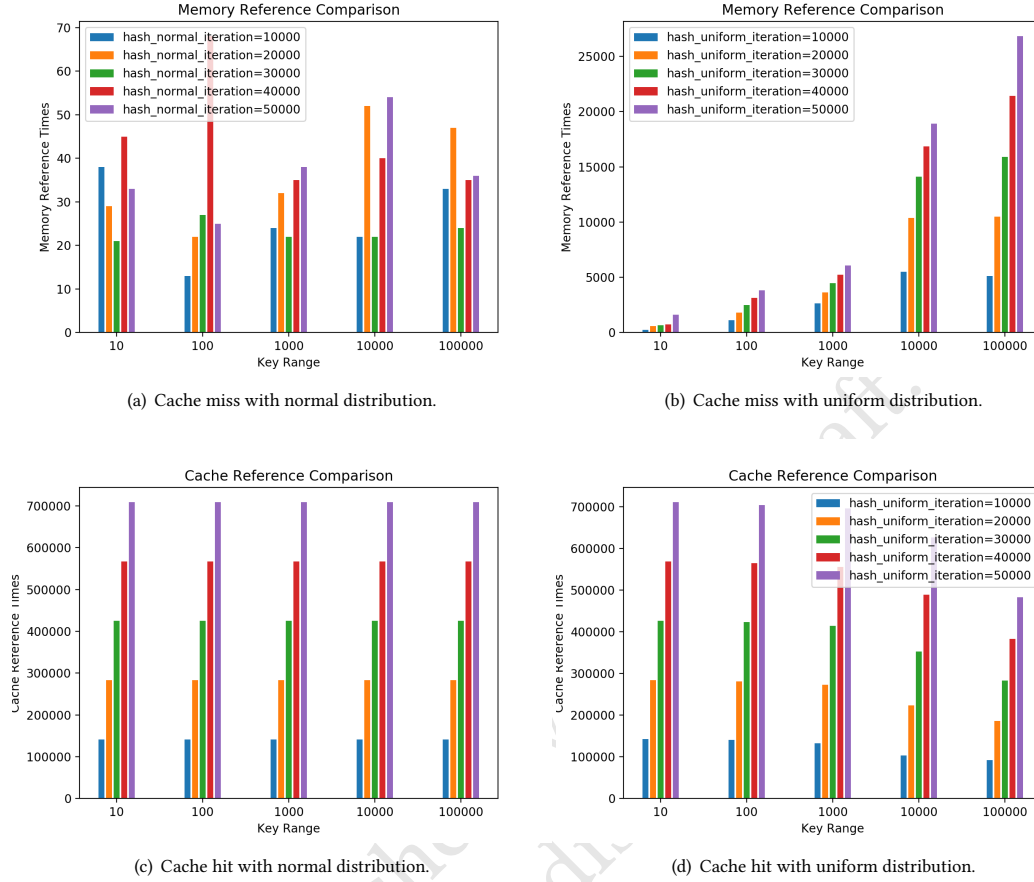 Memory Reference Comparison
Memory Reference Times
70
60
50
40
30
20
10
0
hash_normal_iteration=10000
hash_normal_iteration=20000
hash_normal_iteration=30000
hash_normal_iteration=40000
hash_normal_iteration=50000
10 100 1000 10000 100000
Key Range
(a) Cache miss with normal distribution.
Memory Reference Comparison
Memory Reference Times
25000
20000
15000
10000
5000
0
hash_uniform_iteration=10000
hash_uniform_iteration=20000
hash_uniform_iteration=30000
hash_uniform_iteration=40000
hash_uniform_iteration=50000
10 100 1000 10000 100000
Key Range
(b) Cache miss with uniform distribution.
Cache Reference Comparison
Cache Reference Times
700000
600000
500000
400000
300000
200000
100000
0
10 100 1000 10000 100000
Key Range
(c) Cache hit with normal distribution.
Cache Reference Comparison
Cache Reference Times
700000
600000
500000
400000
300000
200000
100000
0
hash_uniform_iteration=10000
hash_uniform_iteration=20000
hash_uniform_iteration=30000
hash_uniform_iteration=40000
hash_uniform_iteration=50000
10 100 1000 10000 100000
Key Range
(d) Cache hit with uniform distribution.